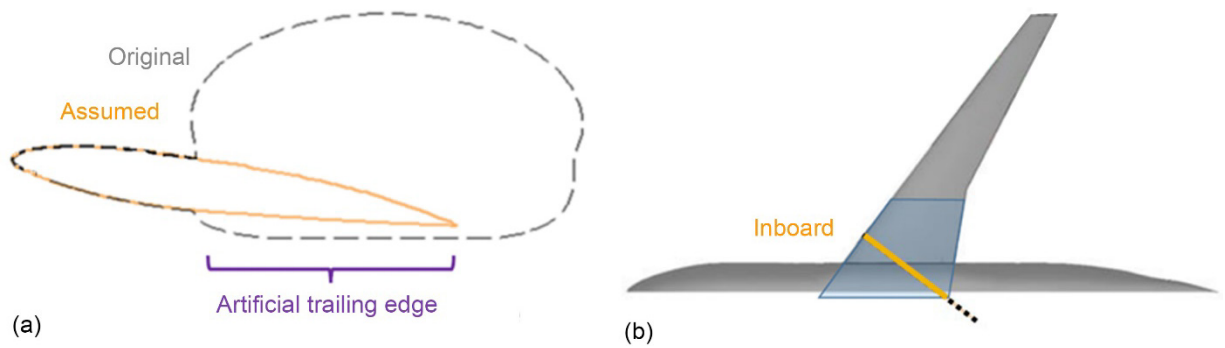 Original
Assumed
Artificial trailing edge
(a)
Inboard
(b)